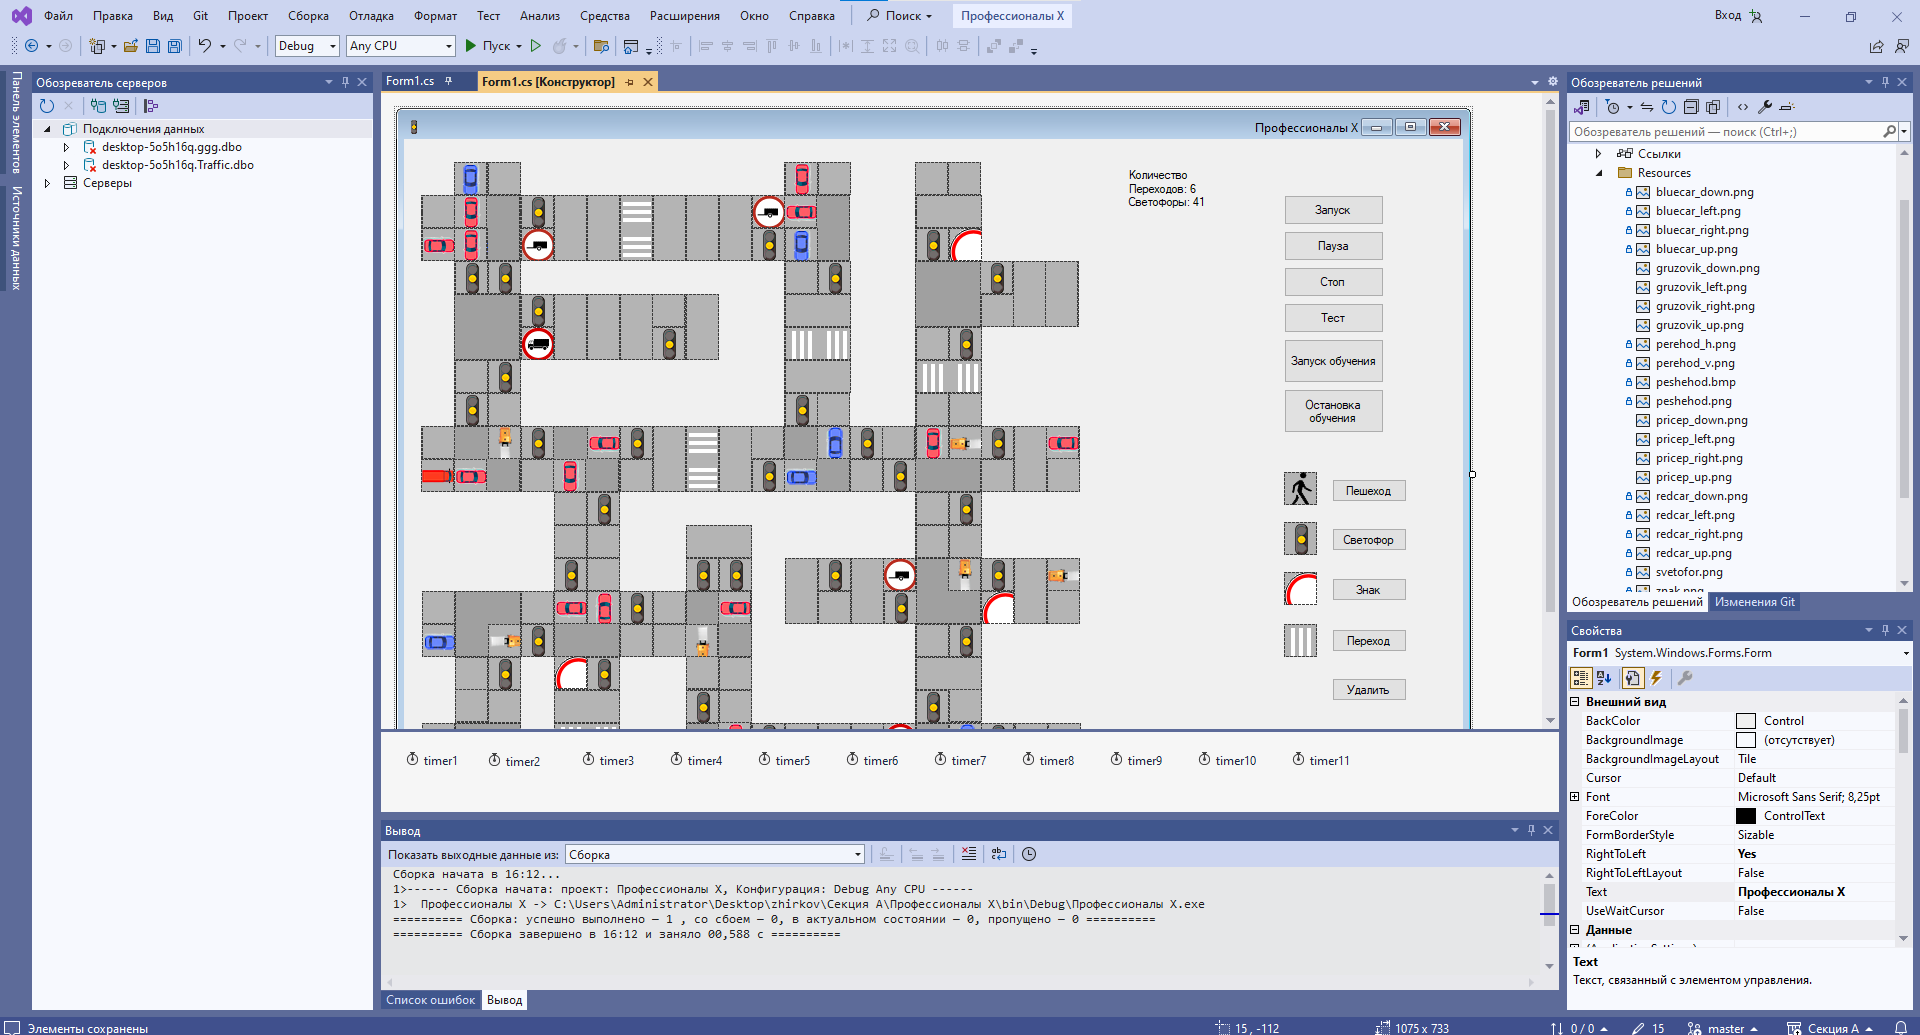 Файл Правка Вид Git Проект Сборка Отладка Формат Тест Анализ Средства Расширения Окно Справка Поиск Профессионалы X Вход
Debug Any CPU Пуск
Панель элементов
Источники данных
Обозреватель серверов
Подключения данных
desktop-5o5h16q.ggg.dbo
desktop-5o5h16q.Traffic.dbo
Серверы
Form1.cs Form1.cs [Конструктор]
Профессионалы X
Количество
Переходов: 6
Светофоры: 41
Запуск
Пауза
Стоп
Тест
Запуск обучения
Остановка
обучения
Пешеход
Светофор
Знак
Переход
Удалить
timer1 timer2 timer3 timer4 timer5 timer6 timer7 timer8 timer9 timer10 timer11
Вывод
Показать выходные данные из: Сборка
Сборка начата в 16:12...
1>------ Сборка начата: проект: Профессионалы X, Конфигурация: Debug Any CPU ------
1>  Профессионалы X -> C:\Users\Administrator\Desktop\zhirkov\Секция А\Профессионалы X\bin\Debug\Профессионалы X.exe
========== Сборка: успешно выполнено — 1 , со сбоем — 0, в актуальном состоянии — 0, пропущено — 0 ==========
========== Сборка завершено в 16:12 и заняло 00,588 с ==========
Список ошибок Вывод
Обозреватель решений
Обозреватель решений — поиск (Ctrl+;)
Ссылки
Resources
bluecar_down.png
bluecar_left.png
bluecar_right.png
bluecar_up.png
gruzovik_down.png
gruzovik_left.png
gruzovik_right.png
gruzovik_up.png
perehod_h.png
perehod_v.png
peshehod.bmp
peshehod.png
pricep_down.png
pricep_left.png
pricep_right.png
pricep_up.png
redcar_down.png
redcar_left.png
redcar_right.png
redcar_up.png
svetofor.png
znak.png
Обозреватель решений Изменения Git
Свойства
Form1 System.Windows.Forms.Form
Внешний вид
BackColor Control
BackgroundImage (отсутствует)
BackgroundImageLayout Tile
Cursor Default
Font Microsoft Sans Serif; 8,25pt
ForeColor ControlText
FormBorderStyle Sizable
RightToLeft Yes
RightToLeftLayout False
Text Профессионалы X
UseWaitCursor False
Данные
(ApplicationSettings)
Text
Текст, связанный с элементом управления.
Элементы сохранены 15 , -112 1075 x 733 0 / 0 15 master Секция А